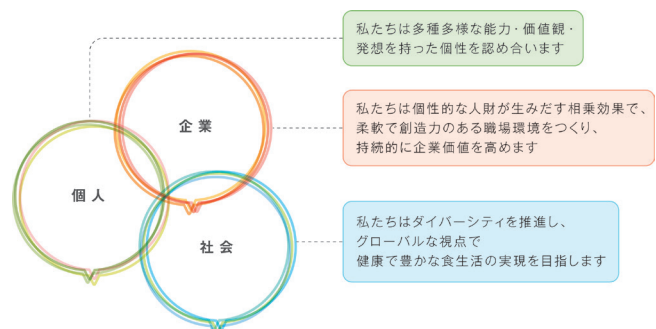 私たちは多種多様な能力・価値観・
発想を持った個性を認め合います
企業
私たちは個性的な人財が生みだす相乗効果で、
柔軟で創造力のある職場環境をつくり、
持続的に企業価値を高めます
個人
社会
私たちはダイバーシティを推進し、
グローバルな視点で
健康で豊かな食生活の実現を目指します